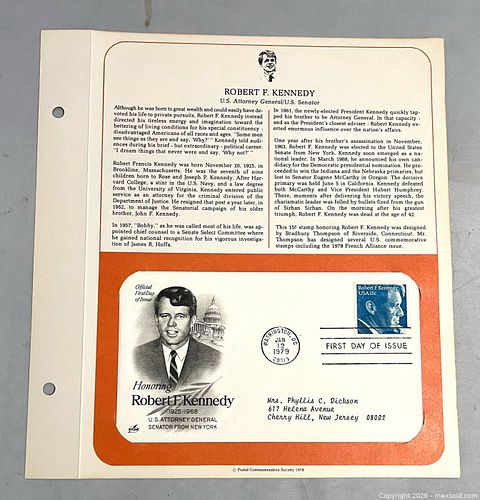 ROBERT F. KENNEDY
U.S. Attorney General/U.S. Senator
Although he was born to great wealth and could easily have de-
voted his life to private pursuits, Robert F. Kennedy instead
directed his tireless energy and imagination toward the
bettering of living conditions for his special constituency -
disadvantaged Americans of all races and ages. "Some men
see things as they are and say, 'Why?'" Kennedy told audi-
ences during his brief - but extraordinary - political career.
"I dream things that never were and say, 'Why not?'"
Robert Francis Kennedy was born November 20, 1925, in
Brookline, Massachusetts. He was the seventh of nine
children born to Rose and Joseph P. Kennedy. After Har-
vard College, a stint in the U.S. Navy, and a law degree
from the University of Virginia, Kennedy entered public
service as an attorney for the criminal division of the
Department of Justice. He resigned that post a year later, in
1952, to manage the Senatorial campaign of his older
brother, John F. Kennedy.
In 1957, "Bobby," as he was called most of his life, was ap-
pointed chief counsel to a Senate Select Committee where
he gained national recognition for his vigorous investiga-
tion of James R. Hoffa.
In 1961, the newly-elected President Kennedy quickly tap-
ped his brother to be Attorney General. In that capacity -
and as the President's closest adviser - Robert Kennedy ex-
erted enormous influence over the nation's affairs.
One year after his brother's assassination in November,
1963, Robert F. Kennedy was elected to the United States
Senate from New York. Kennedy soon emerged as a na-
tional leader. In March 1968, he announced his own can-
didacy for the Democratic presidential nomination. He pro-
ceeded to win the Indiana and Nebraska primaries, but
lost to Senator Eugene McCarthy in Oregon. The decisive
primary was held June 5 in California. Kennedy defeated
both McCarthy and Vice President Hubert Humphrey.
There, moments after delivering his victory speech, the
charismatic leader was felled by bullets fired from the gun
of Sirhan Sirhan. On the morning after his greatest
triumph, Robert F. Kennedy was dead at the age of 42.
This 15¢ stamp honoring Robert F. Kennedy was designed
by Bradbury Thompson of Riverside, Connecticut. Mr.
Thompson has designed several U.S. commemorative
stamps including the 1978 French Alliance issue.
Official
First Day
of Issue
Robert F. Kennedy
USA 15c
WASHINGTON, DC
JAN
12
1979
20013
FIRST DAY OF ISSUE
Honoring
Robert F. Kennedy
1925-1968
U.S. ATTORNEY GENERAL
SENATOR FROM NEW YORK
Mrs. Phyllis C. Dickson
617 Helena Avenue
Cherry Hill, New Jersey 08002
© Postal Commemorative Society 1978
Copyright © 2026 - maxsold.com